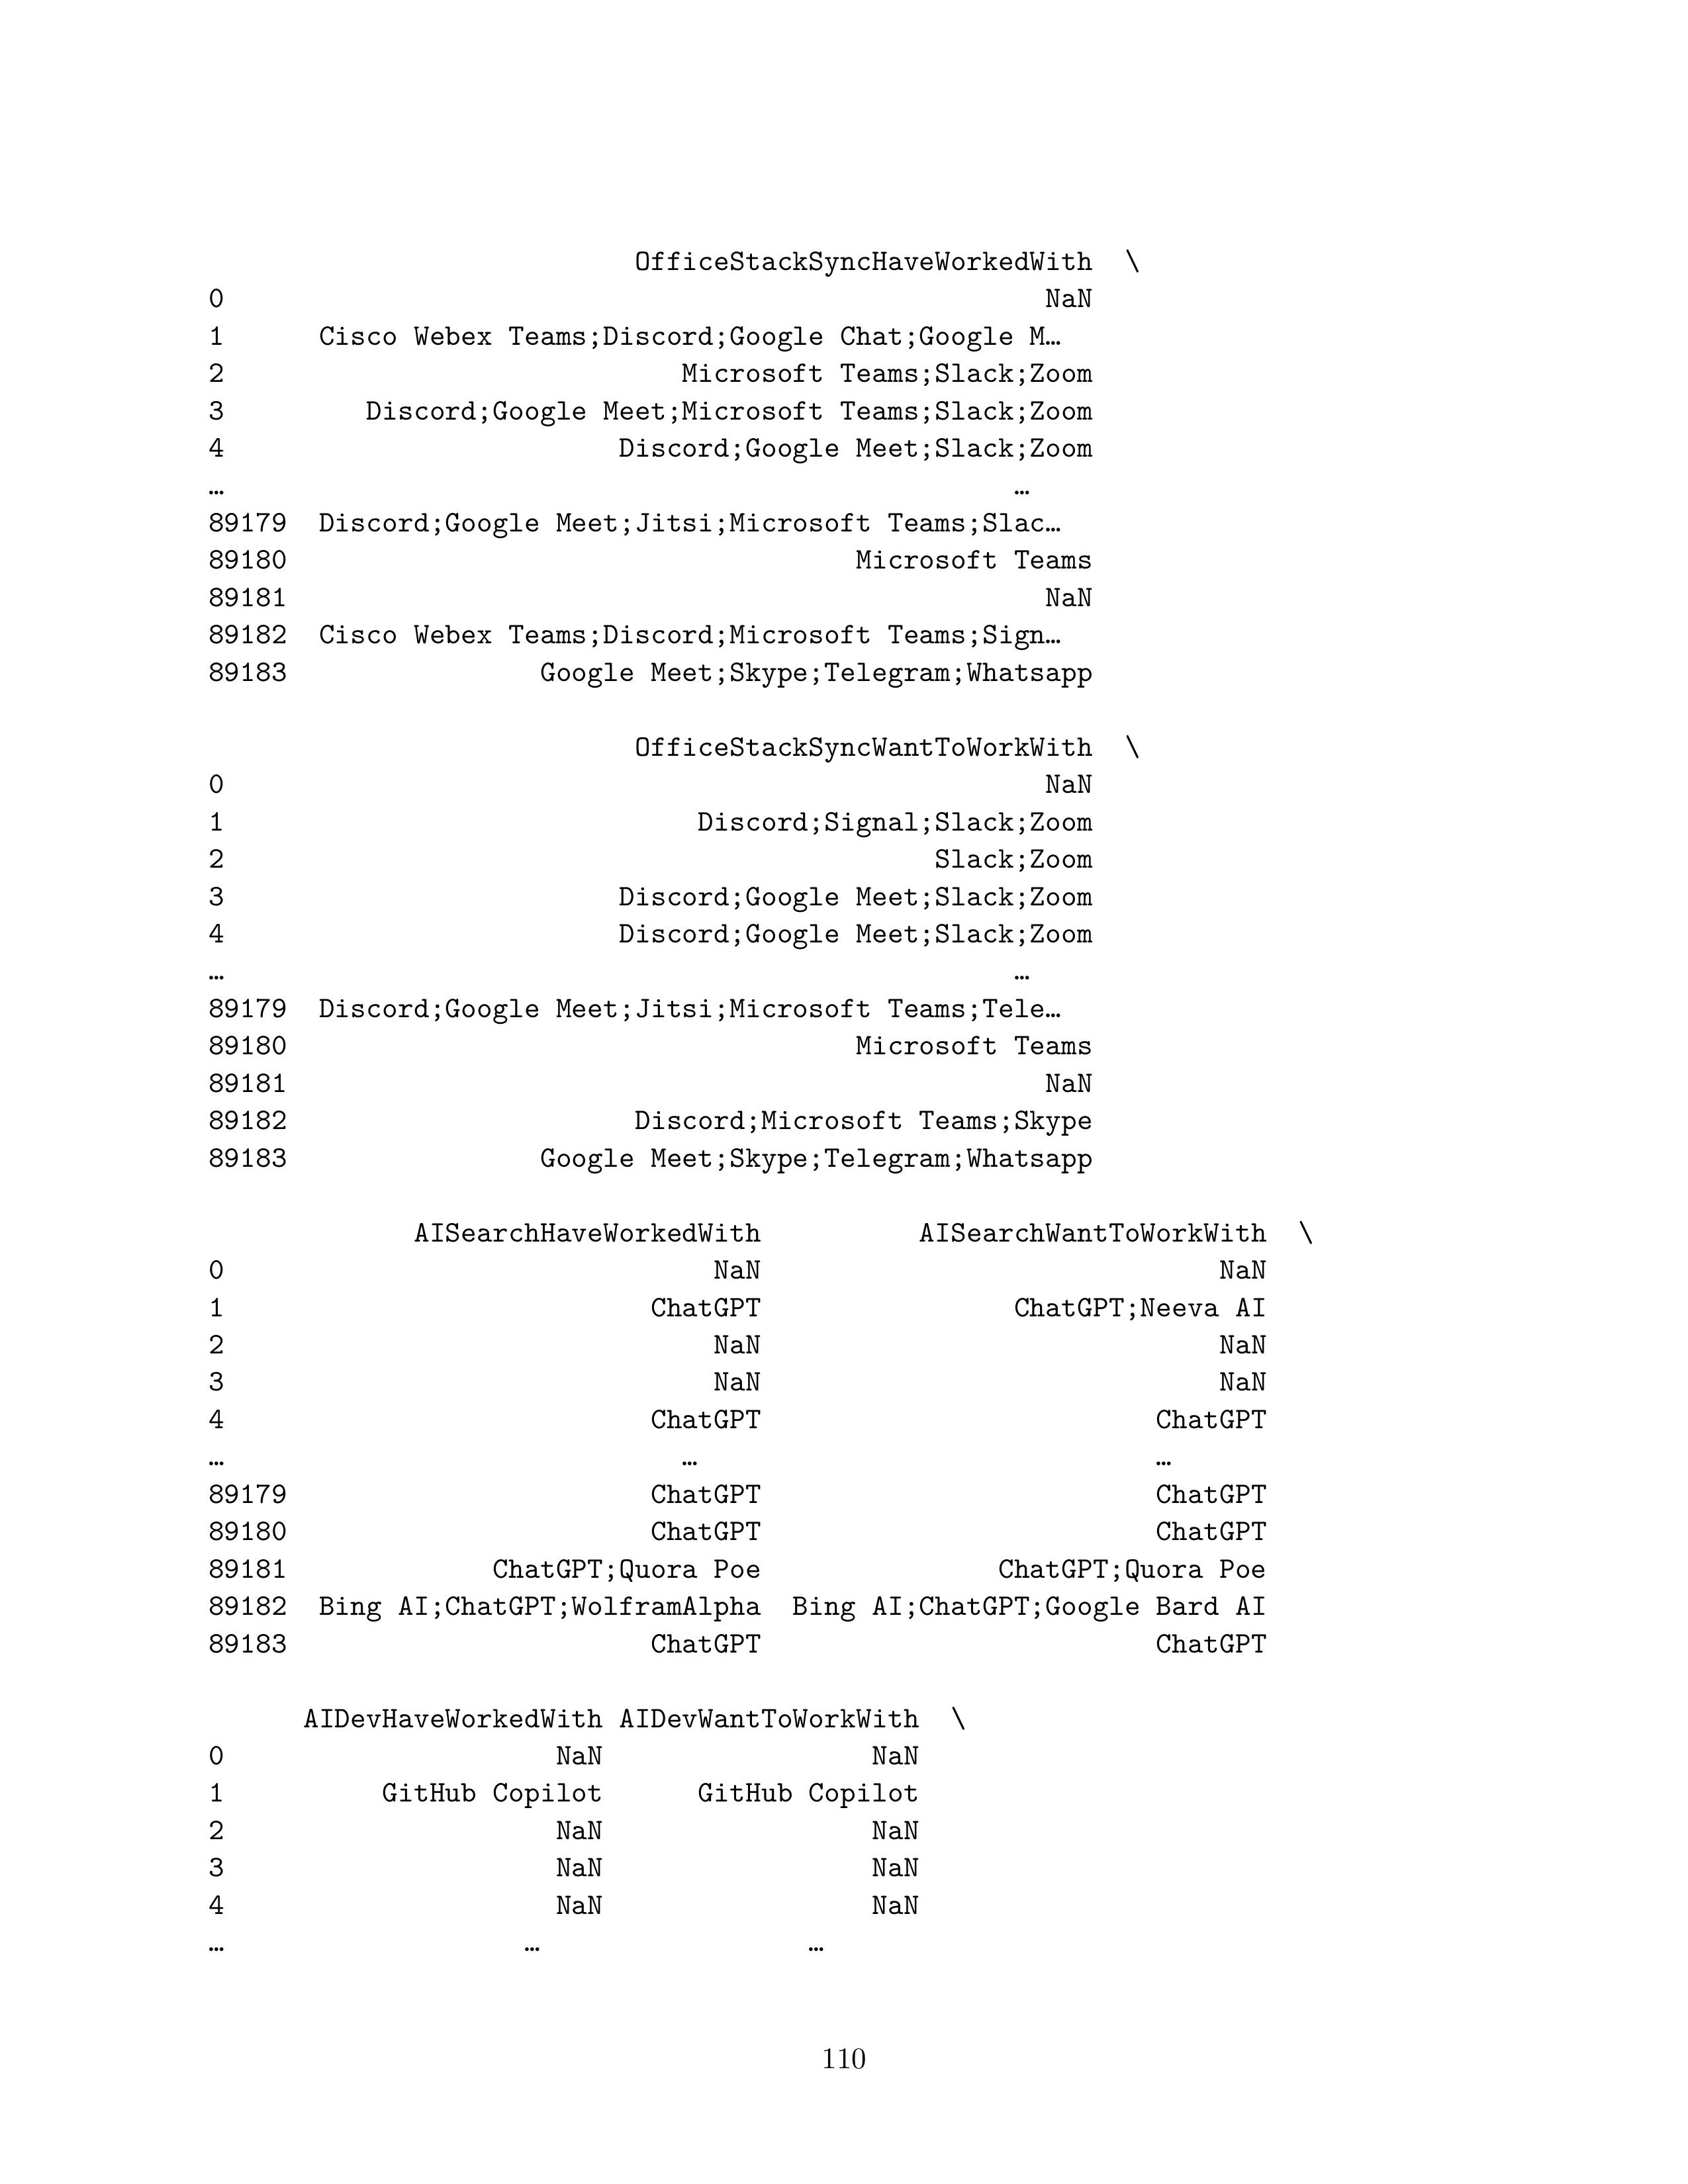 OfficeStackSyncHaveWorkedWith \
0 NaN
1 Cisco Webex Teams;Discord;Google Chat;Google M…
2 Microsoft Teams;Slack;Zoom
3 Discord;Google Meet;Microsoft Teams;Slack;Zoom
4 Discord;Google Meet;Slack;Zoom
… …
89179 Discord;Google Meet;Jitsi;Microsoft Teams;Slac…
89180 Microsoft Teams
89181 NaN
89182 Cisco Webex Teams;Discord;Microsoft Teams;Sign…
89183 Google Meet;Skype;Telegram;Whatsapp
OfficeStackSyncWantToWorkWith \
0 NaN
1 Discord;Signal;Slack;Zoom
2 Slack;Zoom
3 Discord;Google Meet;Slack;Zoom
4 Discord;Google Meet;Slack;Zoom
… …
89179 Discord;Google Meet;Jitsi;Microsoft Teams;Tele…
89180 Microsoft Teams
89181 NaN
89182 Discord;Microsoft Teams;Skype
89183 Google Meet;Skype;Telegram;Whatsapp
AISearchHaveWorkedWith AISearchWantToWorkWith \
0 NaN NaN
1 ChatGPT ChatGPT;Neeva AI
2 NaN NaN
3 NaN NaN
4 ChatGPT ChatGPT
… … …
89179 ChatGPT ChatGPT
89180 ChatGPT ChatGPT
89181 ChatGPT;Quora Poe ChatGPT;Quora Poe
89182 Bing AI;ChatGPT;WolframAlpha Bing AI;ChatGPT;Google Bard AI
89183 ChatGPT ChatGPT
AIDevHaveWorkedWith AIDevWantToWorkWith \
0 NaN NaN
1 GitHub Copilot GitHub Copilot
2 NaN NaN
3 NaN NaN
4 NaN NaN
… … …
110